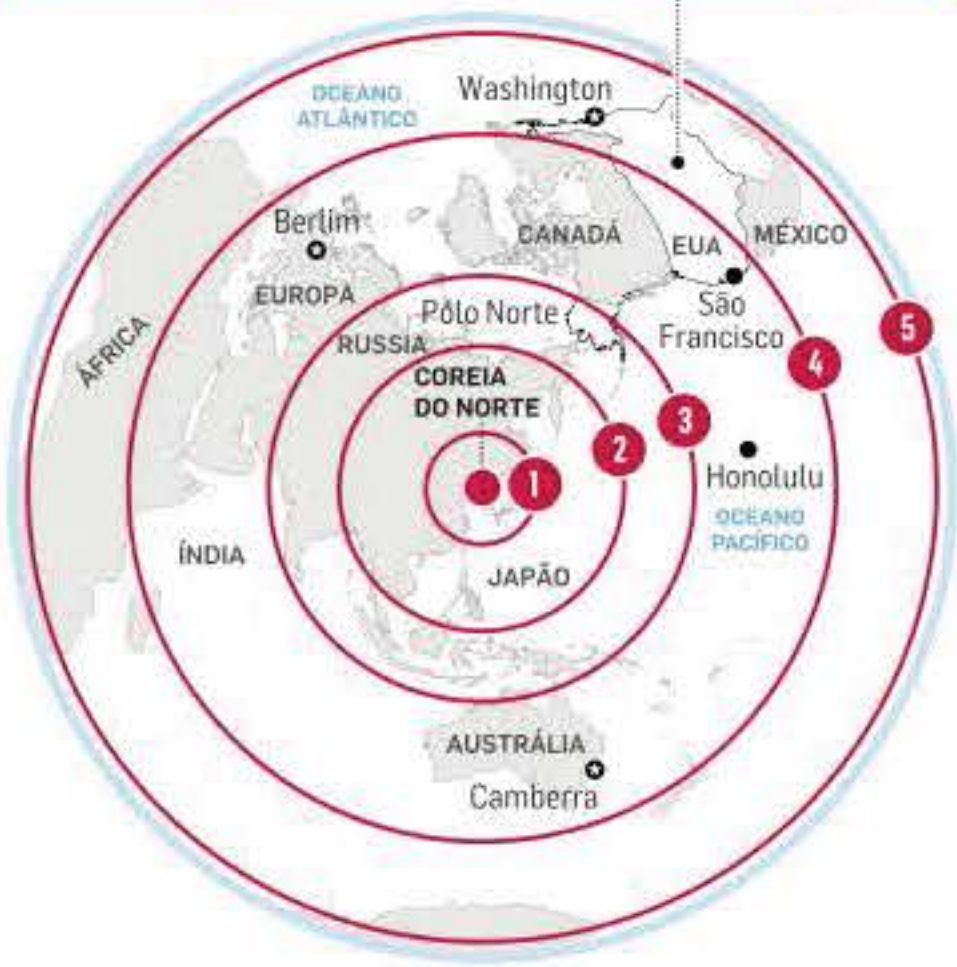 OCEANO
ATLÂNTICO
Washington
Berlim
EUROPA
CANADÁ
EUA
MÉXICO
São
Francisco
Pólo Norte
RUSSIA
ÁFRICA
COREIA
DO NORTE
5
4
3
2
1
Honolulu
OCEANO
PACÍFICO
ÍNDIA
JAPÃO
AUSTRÁLIA
Camberra